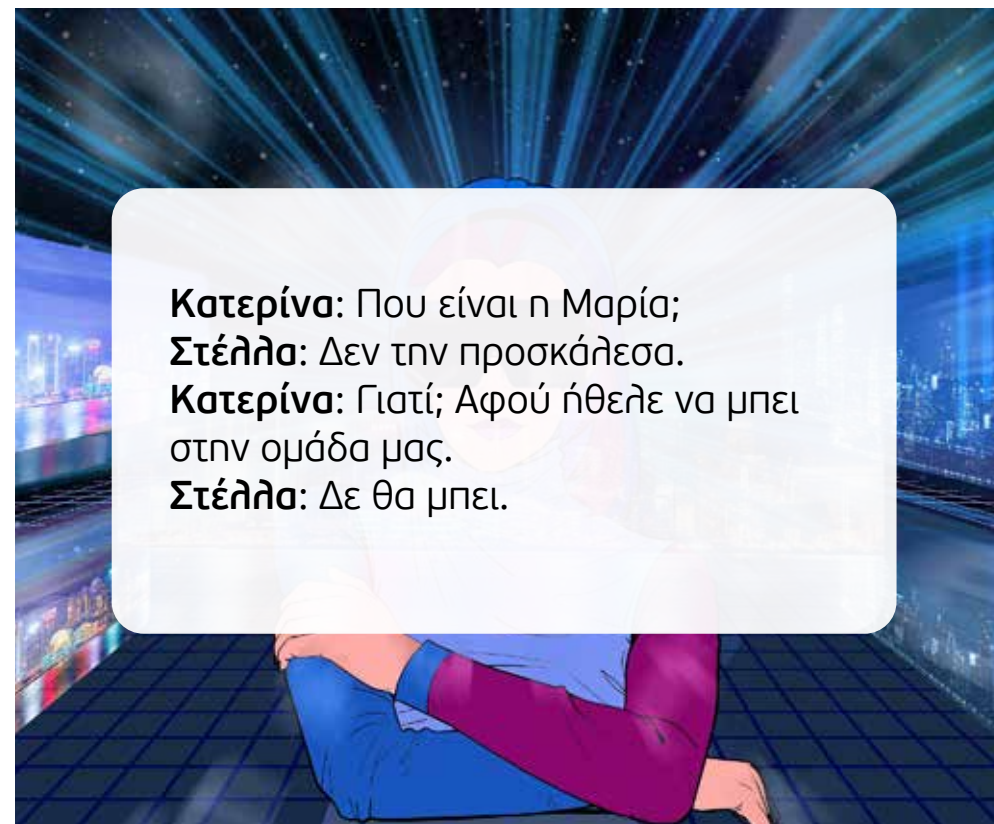 Κατερίνα: Που είναι η Μαρία;
Στέλλα: Δεν την προσκάλεσα.
Κατερίνα: Γιατί; Αφού ήθελε να μπει
στην ομάδα μας.
Στέλλα: Δε θα μπει.